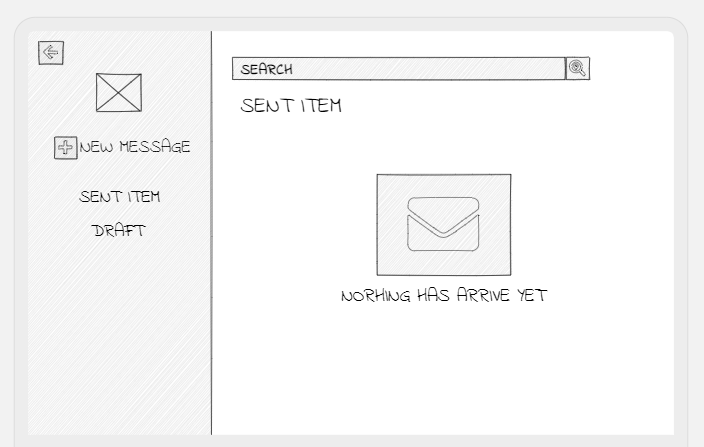 SEARCH
SENT ITEM
NEW MESSAGE
SENT ITEM
DRAFT
NORHING HAS ARRIVE YET